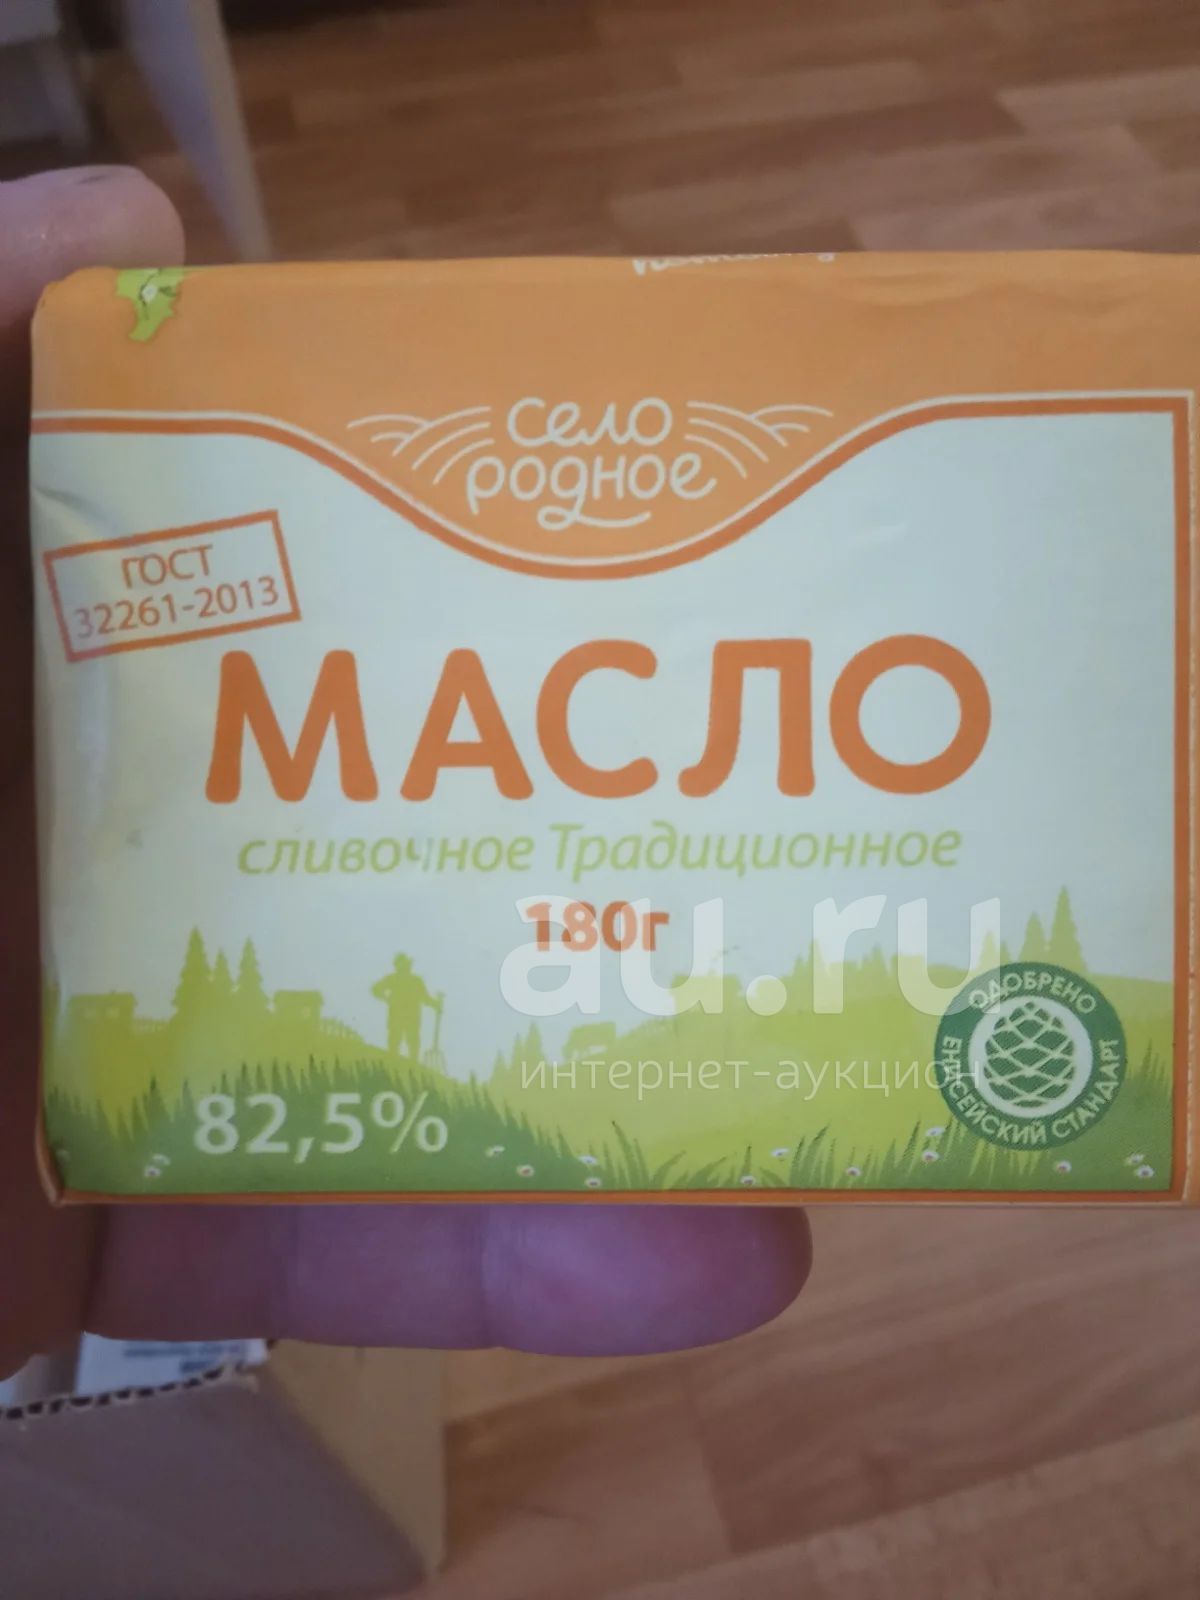 село
родное
ГОСТ
32261-2013
МАСЛО
сливочное Традиционное
180г
au.ru
интернет-аукцион
82,5%
ОДОБРЕНО
ЕНИСЕЙСКИЙ СТАНДАРТ